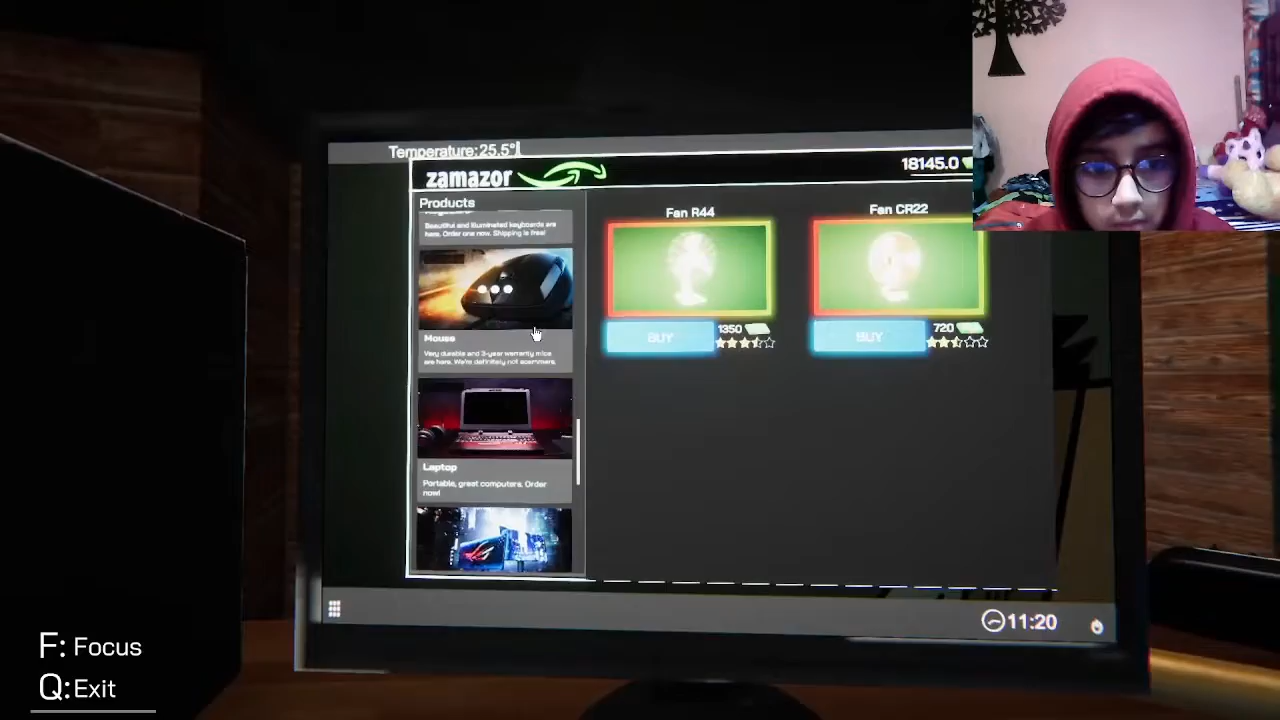 Temperature: 25.5°
zamazor
18145.0
Products
Beautiful and illuminated keyboards are
here. Order one now. Shipping is free!
Mouse
Very durable and 3-year warranty mice
are here. We're definitely not scammers.
Laptop
Portable, great computers. Order
now!
Fan R44
BUY
1350
Fan CR22
BUY
720
11:20
F: Focus
Q: Exit